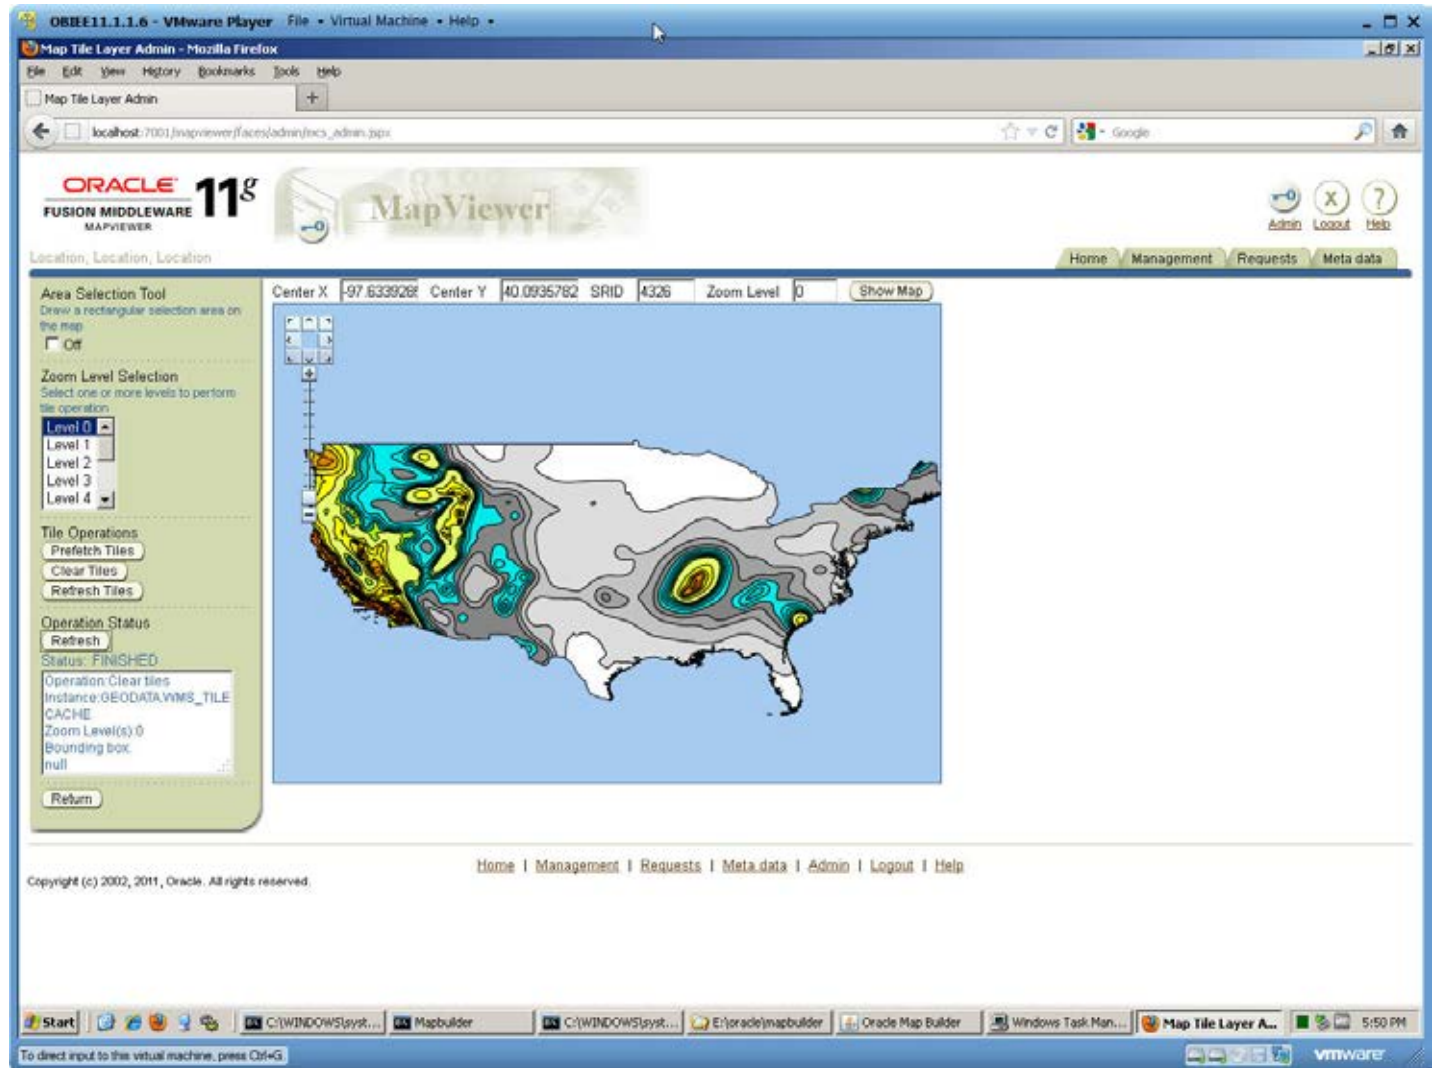 OBIEE11.1.1.6 - VMware Player File • Virtual Machine • Help •
Map Tile Layer Admin - Mozilla Firefox
File Edit View History Bookmarks Tools Help
Map Tile Layer Admin
localhost:7001/mapviewer/faces/admin/mcs_admin.jspx
Google
ORACLE 11g
FUSION MIDDLEWARE
MAPVIEWER
MapViewer
Admin Logout Help
Location, Location, Location
Home Management Requests Meta data
Area Selection Tool
Draw a rectangular selection area on
the map
Off
Zoom Level Selection
Select one or more levels to perform
tile operation
Level 0
Level 1
Level 2
Level 3
Level 4
Tile Operations
Prefetch Tiles
Clear Tiles
Refresh Tiles
Operation Status
Refresh
Status: FINISHED
Operation:Clear tiles
Instance:GEODATA.WMS_TILE
CACHE
Zoom Level(s):0
Bounding box:
null
Return
Center X -97.6339286 Center Y 40.0935782 SRID 4326 Zoom Level 0 Show Map
Home | Management | Requests | Meta data | Admin | Logout | Help
Copyright (c) 2002, 2011, Oracle. All rights reserved.
Start C:\WINDOWS\syst... Mapbuilder C:\WINDOWS\syst... E:\oracle\mapbuilder Oracle Map Builder Windows Task Man... Map Tile Layer A... 5:50 PM
To direct input to this virtual machine, press Ctrl+G.
vmware